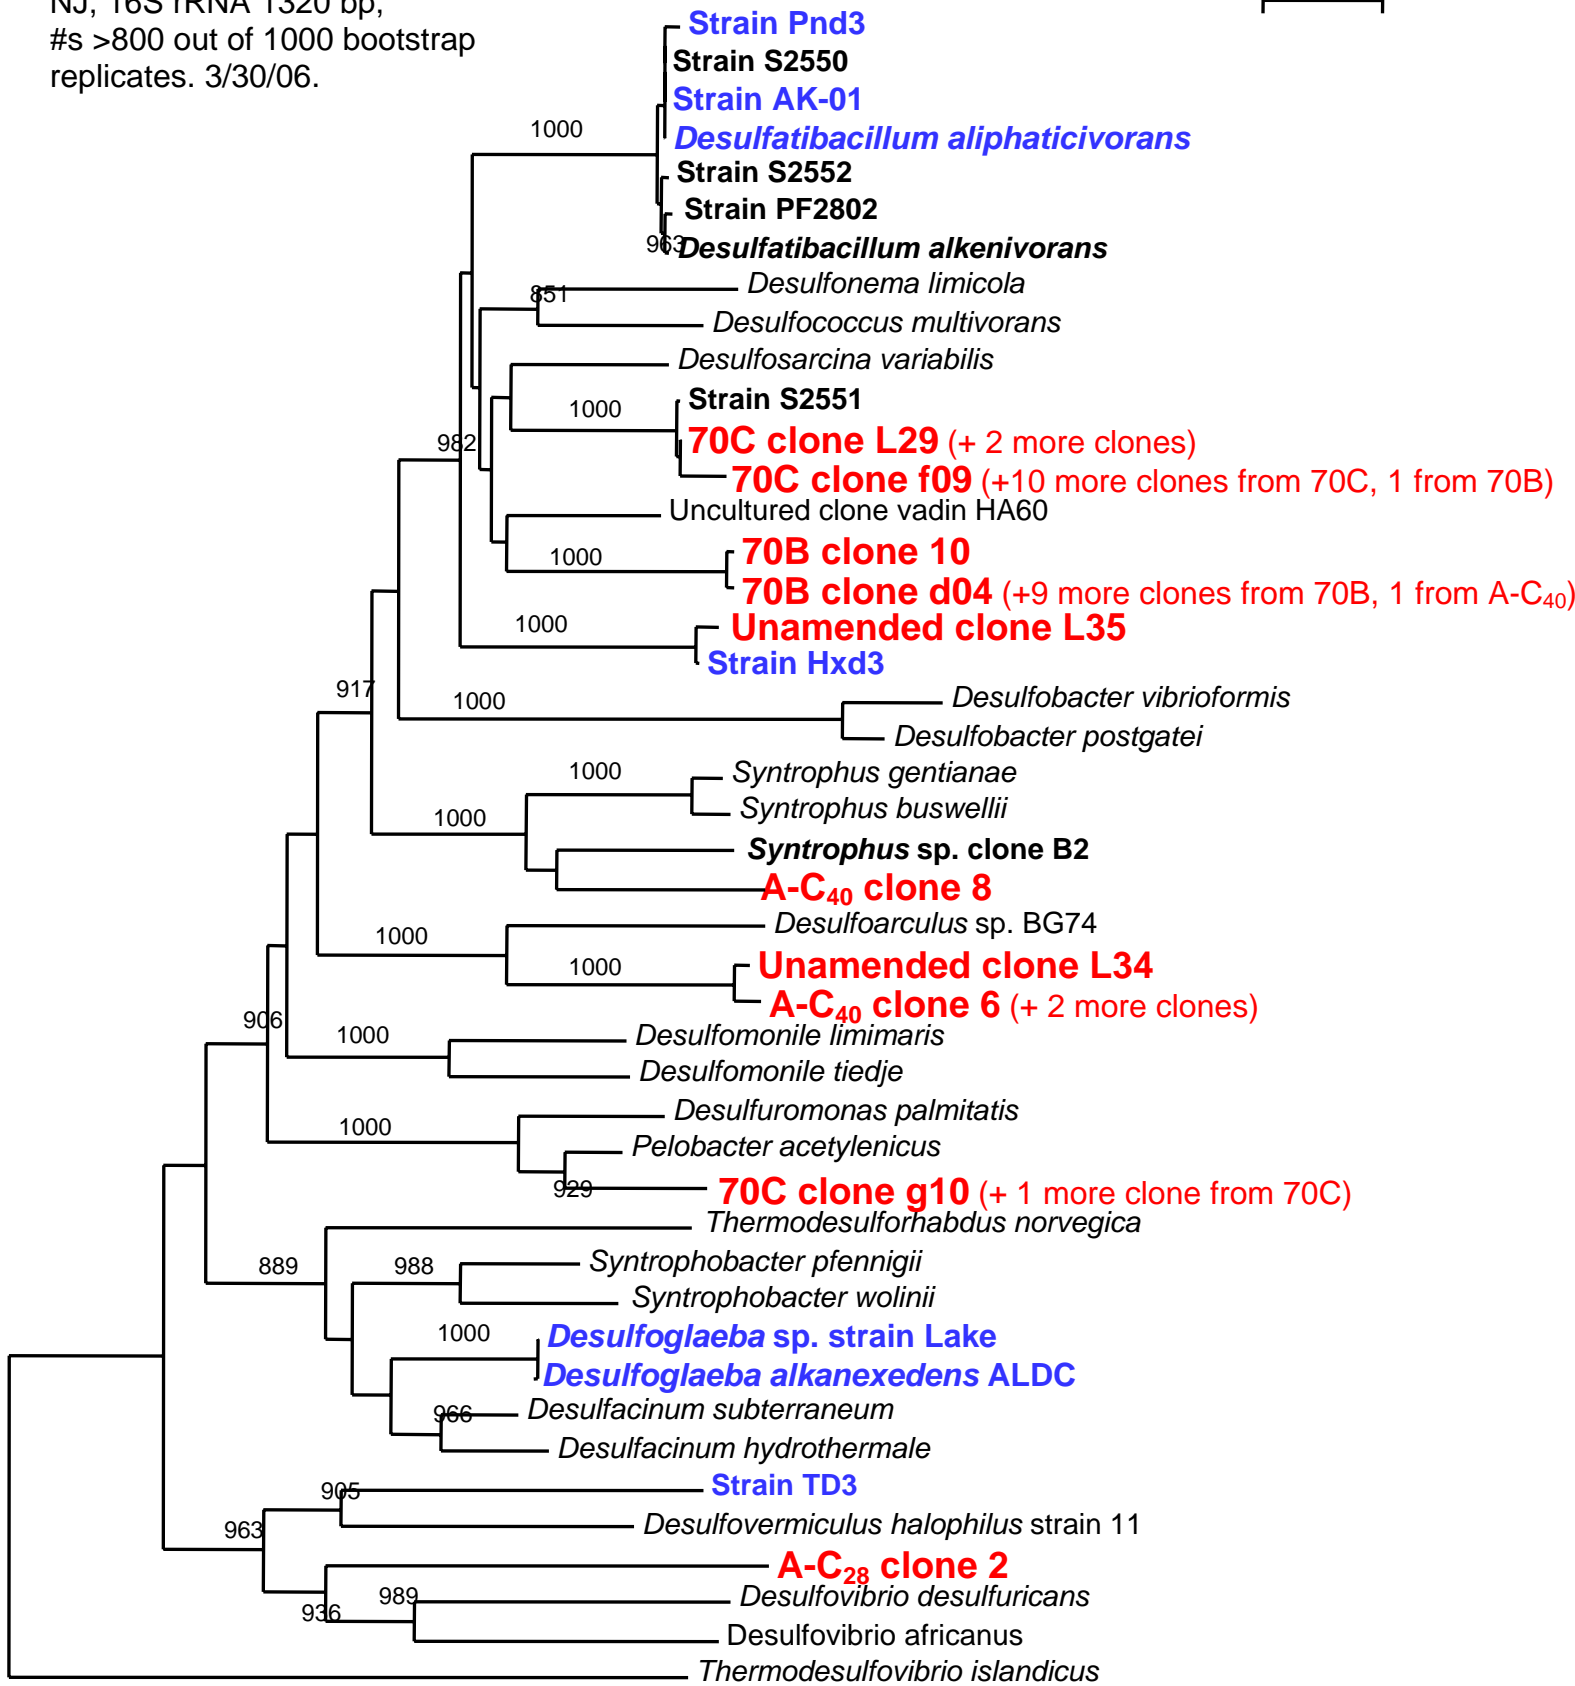 NJ, 16S rRNA 1320 bp,
#s >800 out of 1000 bootstrap
replicates. 3/30/06.
Strain Pnd3
Strain S2550
Strain AK-01
1000
Desulfatibacillum aliphaticivorans
Strain S2552
Strain PF2802
963
Desulfatibacillum alkenivorans
Desulfonema limicola
851
Desulfococcus multivorans
Desulfosarcina variabilis
Strain S2551
1000
982
70C clone L29 (+ 2 more clones)
70C clone f09 (+10 more clones from 70C, 1 from 70B)
Uncultured clone vadin HA60
70B clone 10
1000
70B clone d04 (+9 more clones from 70B, 1 from A-C40)
1000
Unamended clone L35
Strain Hxd3
917
1000
Desulfobacter vibrioformis
Desulfobacter postgatei
1000
Syntrophus gentianae
Syntrophus buswellii
1000
Syntrophus sp. clone B2
A-C40 clone 8
Desulfoarculus sp. BG74
1000
1000
Unamended clone L34
A-C40 clone 6 (+ 2 more clones)
906
1000
Desulfomonile limimaris
Desulfomonile tiedje
Desulfuromonas palmitatis
1000
Pelobacter acetylenicus
929
70C clone g10 (+ 1 more clone from 70C)
Thermodesulforhabdus norvegica
889
988
Syntrophobacter pfennigii
Syntrophobacter wolinii
1000
Desulfoglaeba sp. strain Lake
Desulfoglaeba alkanexedens ALDC
966
Desulfacinum subterraneum
Desulfacinum hydrothermale
905
Strain TD3
963
Desulfovermiculus halophilus strain 11
A-C28 clone 2
989
Desulfovibrio desulfuricans
936
Desulfovibrio africanus
Thermodesulfovibrio islandicus